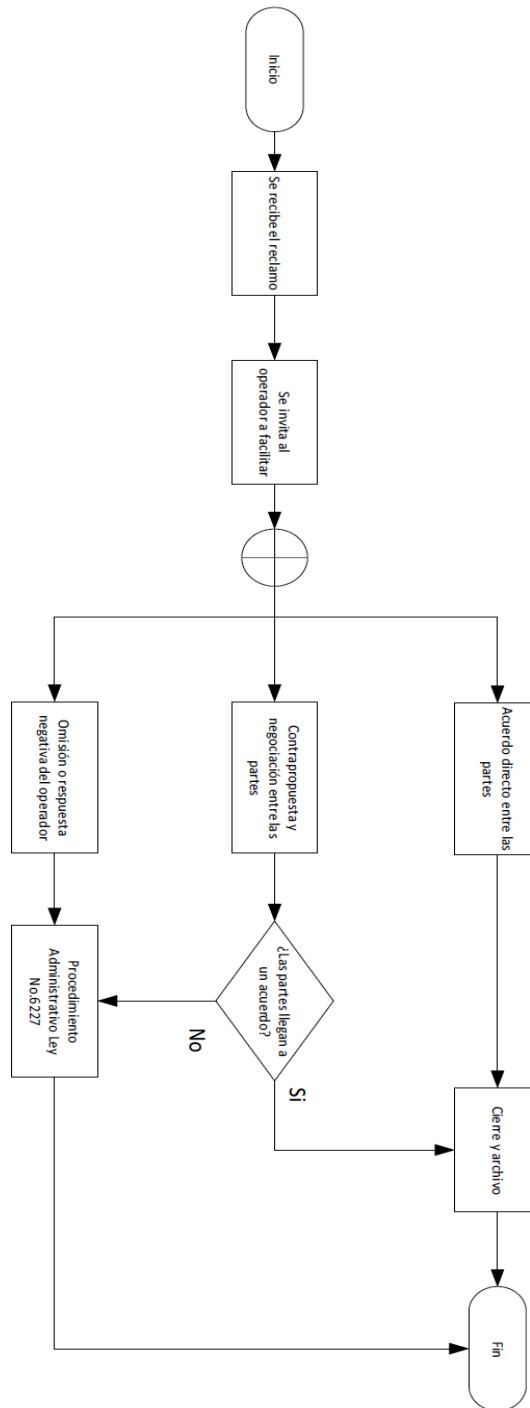 Inicio
Se recibe el reclamo
Se invita al
operador a facilitar
Acuerdo directo entre las
partes
Contrapropuesta y
negociación entre las
partes
Omisión o respuesta
negativa del operador
¿Las partes llegan a
un acuerdo?
Si
No
Procedimiento
Administrativo Ley
No.6227
Cierre y archivo
Fin